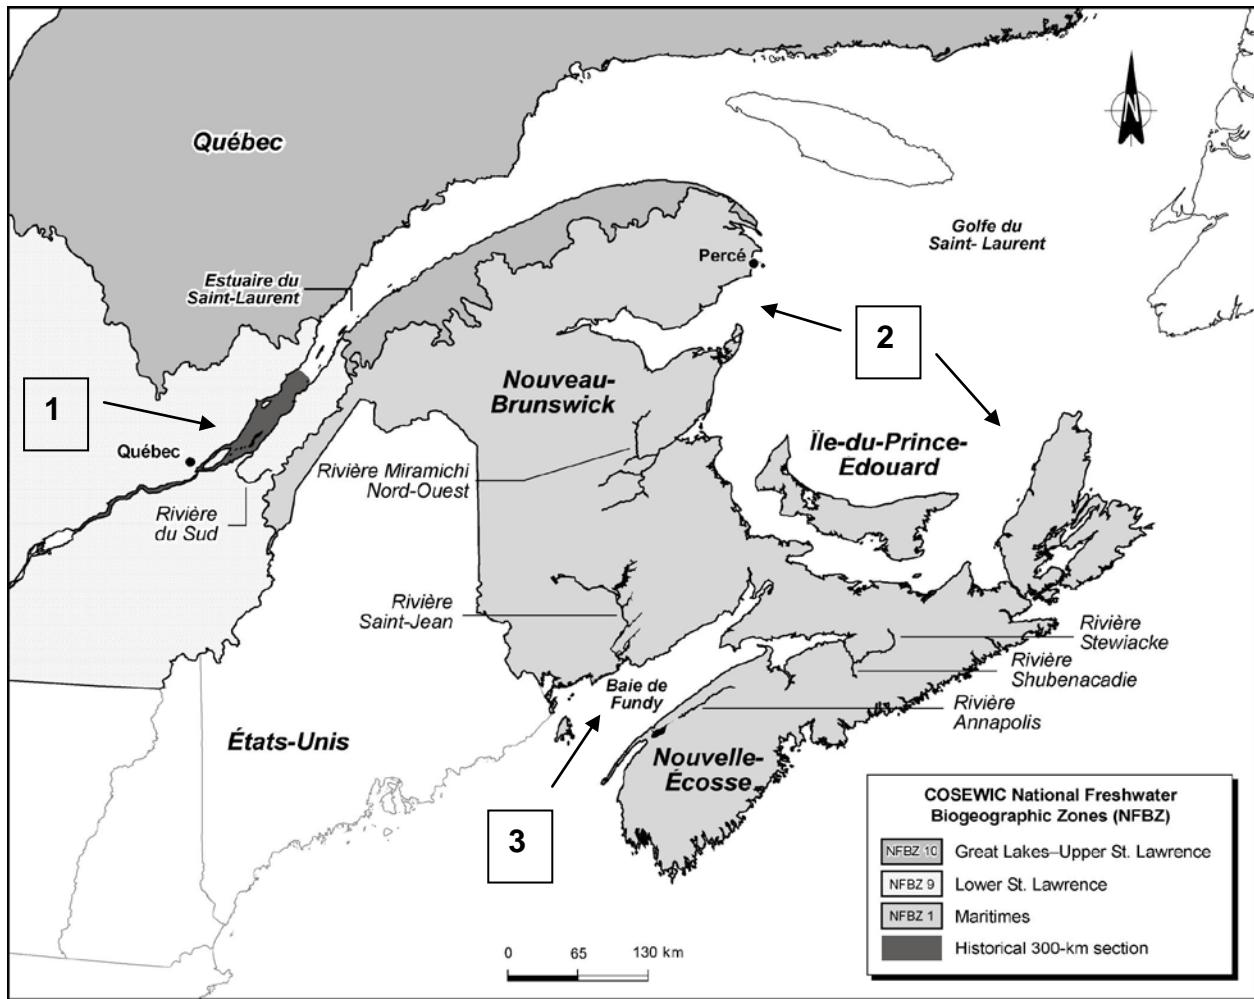 Québec
Golfe du
Saint- Laurent
Percé
Estuaire du
Saint-Laurent
2
1
Nouveau-
Brunswick
Québec
Île-du-Prince-
Edouard
Rivière Miramichi
Nord-Ouest
Rivière
du Sud
Rivière
Saint-Jean
Rivière
Stewiacke
Rivière
Shubenacadie
Baie de
Fundy
Rivière
Annapolis
États-Unis
Nouvelle-
Écosse
3
N
COSEWIC National Freshwater
Biogeographic Zones (NFBZ)
NFBZ 10 Great Lakes–Upper St. Lawrence
NFBZ 9 Lower St. Lawrence
NFBZ 1 Maritimes
Historical 300-km section
0 65 130 km